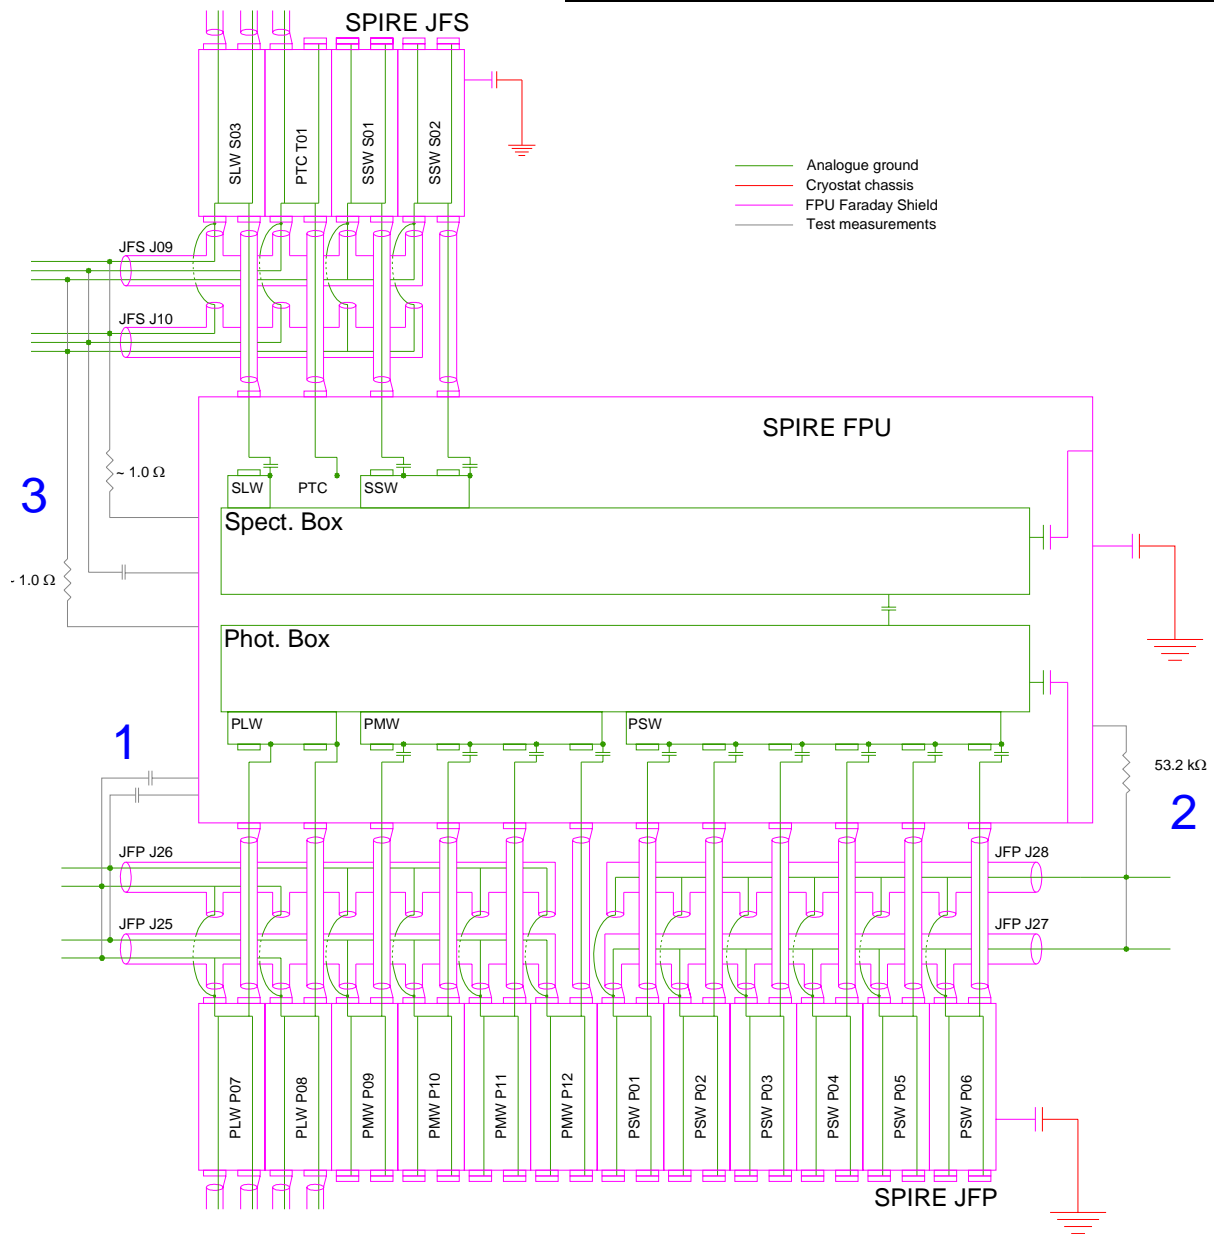 SPIRE JFS
SLW S03
PTC T01
SSW S01
SSW S02
Analogue ground
Cryostat chassis
FPU Faraday Shield
Test measurements
JFS J09
JFS J10
SPIRE FPU
~ 1.0 Ω
3
SLW
PTC
SSW
Spect. Box
- 1.0 Ω
Phot. Box
PLW
PMW
PSW
1
53.2 kΩ
2
JFP J26
JFP J28
JFP J25
JFP J27
PLW P07
PLW P08
PMW P09
PMW P10
PMW P11
PMW P12
PSW P01
PSW P02
PSW P03
PSW P04
PSW P05
PSW P06
SPIRE JFP